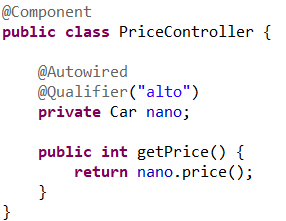 @Component
public class PriceController {
@Autowired
@Qualifier("alto")
private Car nano;
public int getPrice() {
return nano.price();
}
}